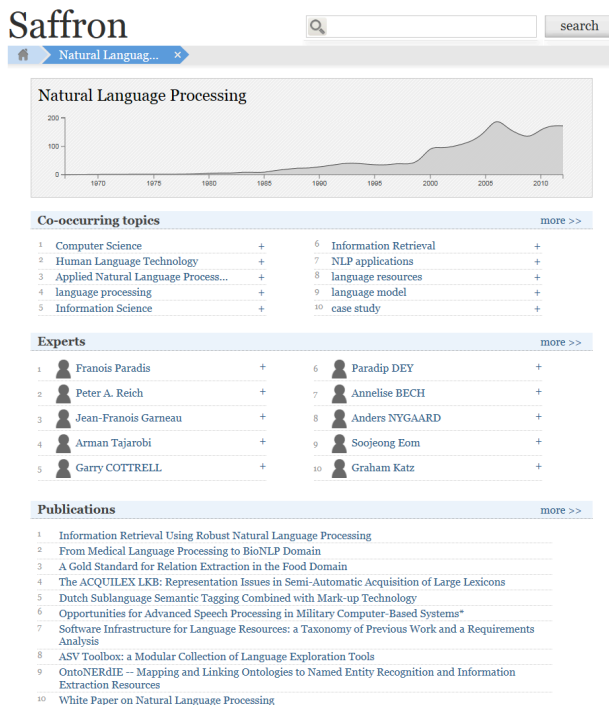 Saffron
search
Natural Languag... ×
Natural Language Processing
200
100
0
1970 1975 1980 1985 1990 1995 2000 2005 2010
Co-occurring topics more >>
1 Computer Science +
2 Human Language Technology +
3 Applied Natural Language Process... +
4 language processing +
5 Information Science +
6 Information Retrieval +
7 NLP applications +
8 language resources +
9 language model +
10 case study +
Experts more >>
1 Franois Paradis +
2 Peter A. Reich +
3 Jean-Franois Garneau +
4 Arman Tajarobi +
5 Garry COTTRELL +
6 Paradip DEY +
7 Annelise BECH +
8 Anders NYGAARD +
9 Soojeong Eom +
10 Graham Katz +
Publications more >>
1 Information Retrieval Using Robust Natural Language Processing
2 From Medical Language Processing to BioNLP Domain
3 A Gold Standard for Relation Extraction in the Food Domain
4 The ACQUILEX LKB: Representation Issues in Semi-Automatic Acquisition of Large Lexicons
5 Dutch Sublanguage Semantic Tagging Combined with Mark-up Technology
6 Opportunities for Advanced Speech Processing in Military Computer-Based Systems*
7 Software Infrastructure for Language Resources: a Taxonomy of Previous Work and a Requirements
Analysis
8 ASV Toolbox: a Modular Collection of Language Exploration Tools
9 OntoNERdIE -- Mapping and Linking Ontologies to Named Entity Recognition and Information
Extraction Resources
10 White Paper on Natural Language Processing